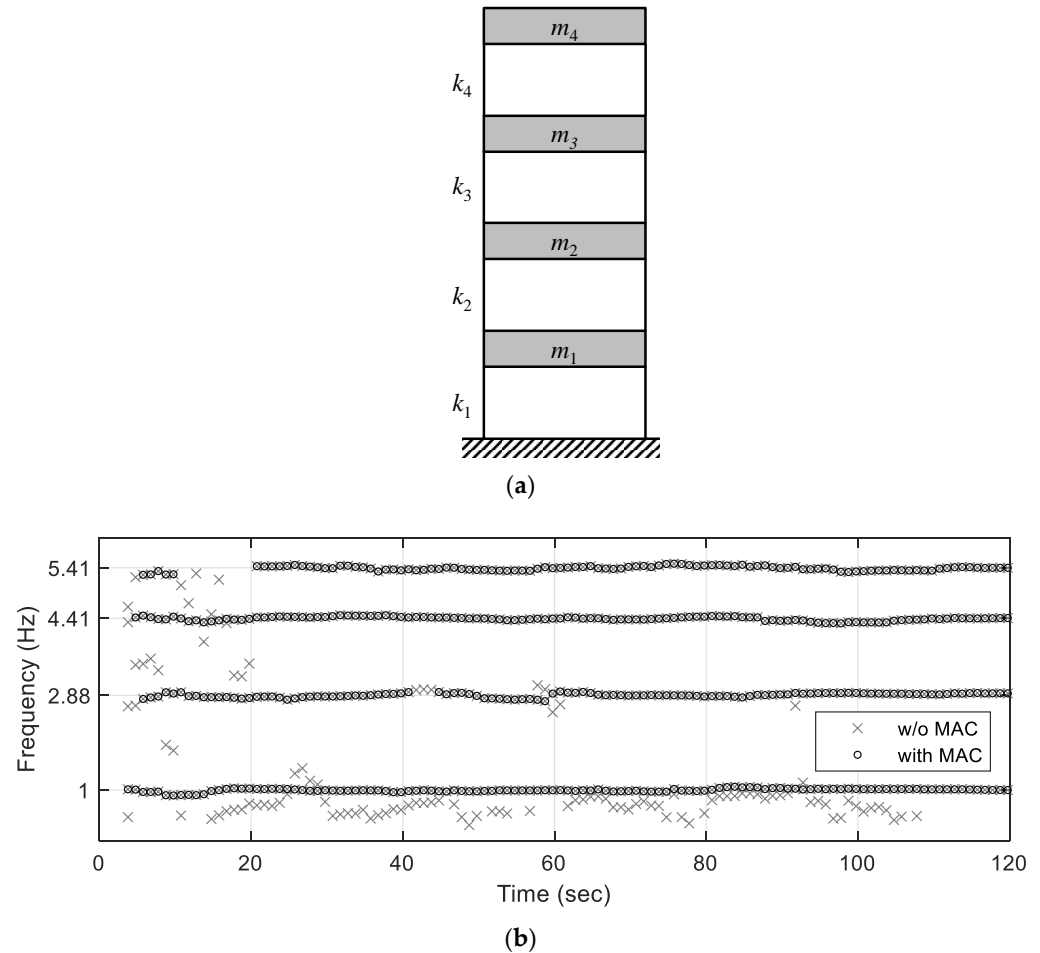 m4
k4
m3
k3
m2
k2
m1
k1
(a)
5.41
4.41
2.88
1
Frequency (Hz)
w/o MAC
with MAC
0 20 40 60 80 100 120
Time (sec)
(b)